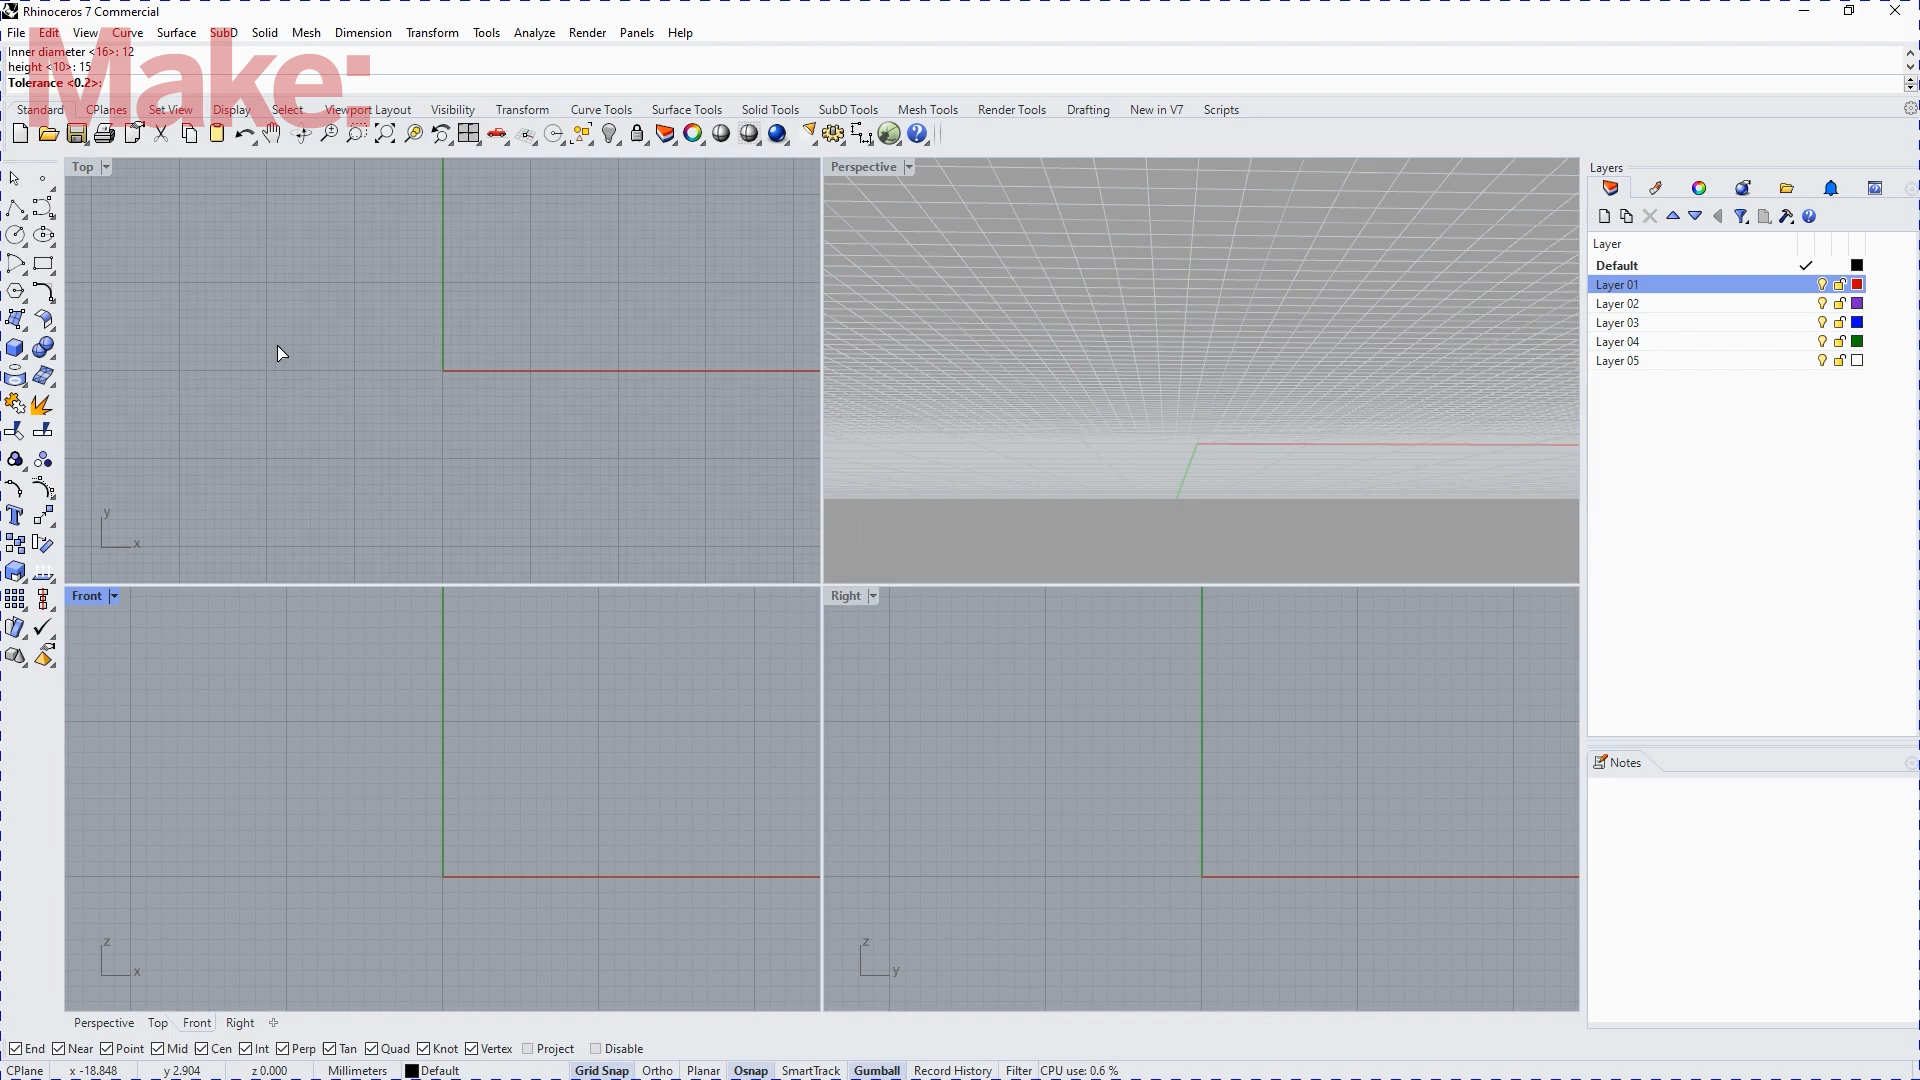 Rhinoceros 7 Commercial
File Edit View Curve Surface SubD Solid Mesh Dimension Transform Tools Analyze Render Panels Help
Inner diameter <16>: 12
height <10>: 15
Tolerance <0.2>:
Make:
Standard CPlanes Set View Display Select Viewport Layout Visibility Transform Curve Tools Surface Tools Solid Tools SubD Tools Mesh Tools Render Tools Drafting New in V7 Scripts
Top
Perspective
Layers
Layer
Default
Layer 01
Layer 02
Layer 03
Layer 04
Layer 05
y
x
Front
Right
Notes
z
x
z
y
Perspective Top Front Right
End Near Point Mid Cen Int Perp Tan Quad Knot Vertex Project Disable
CPlane x -18.848 y 2.904 z 0.000 Millimeters Default Grid Snap Ortho Planar Osnap SmartTrack Gumball Record History Filter CPU use: 0.6 %